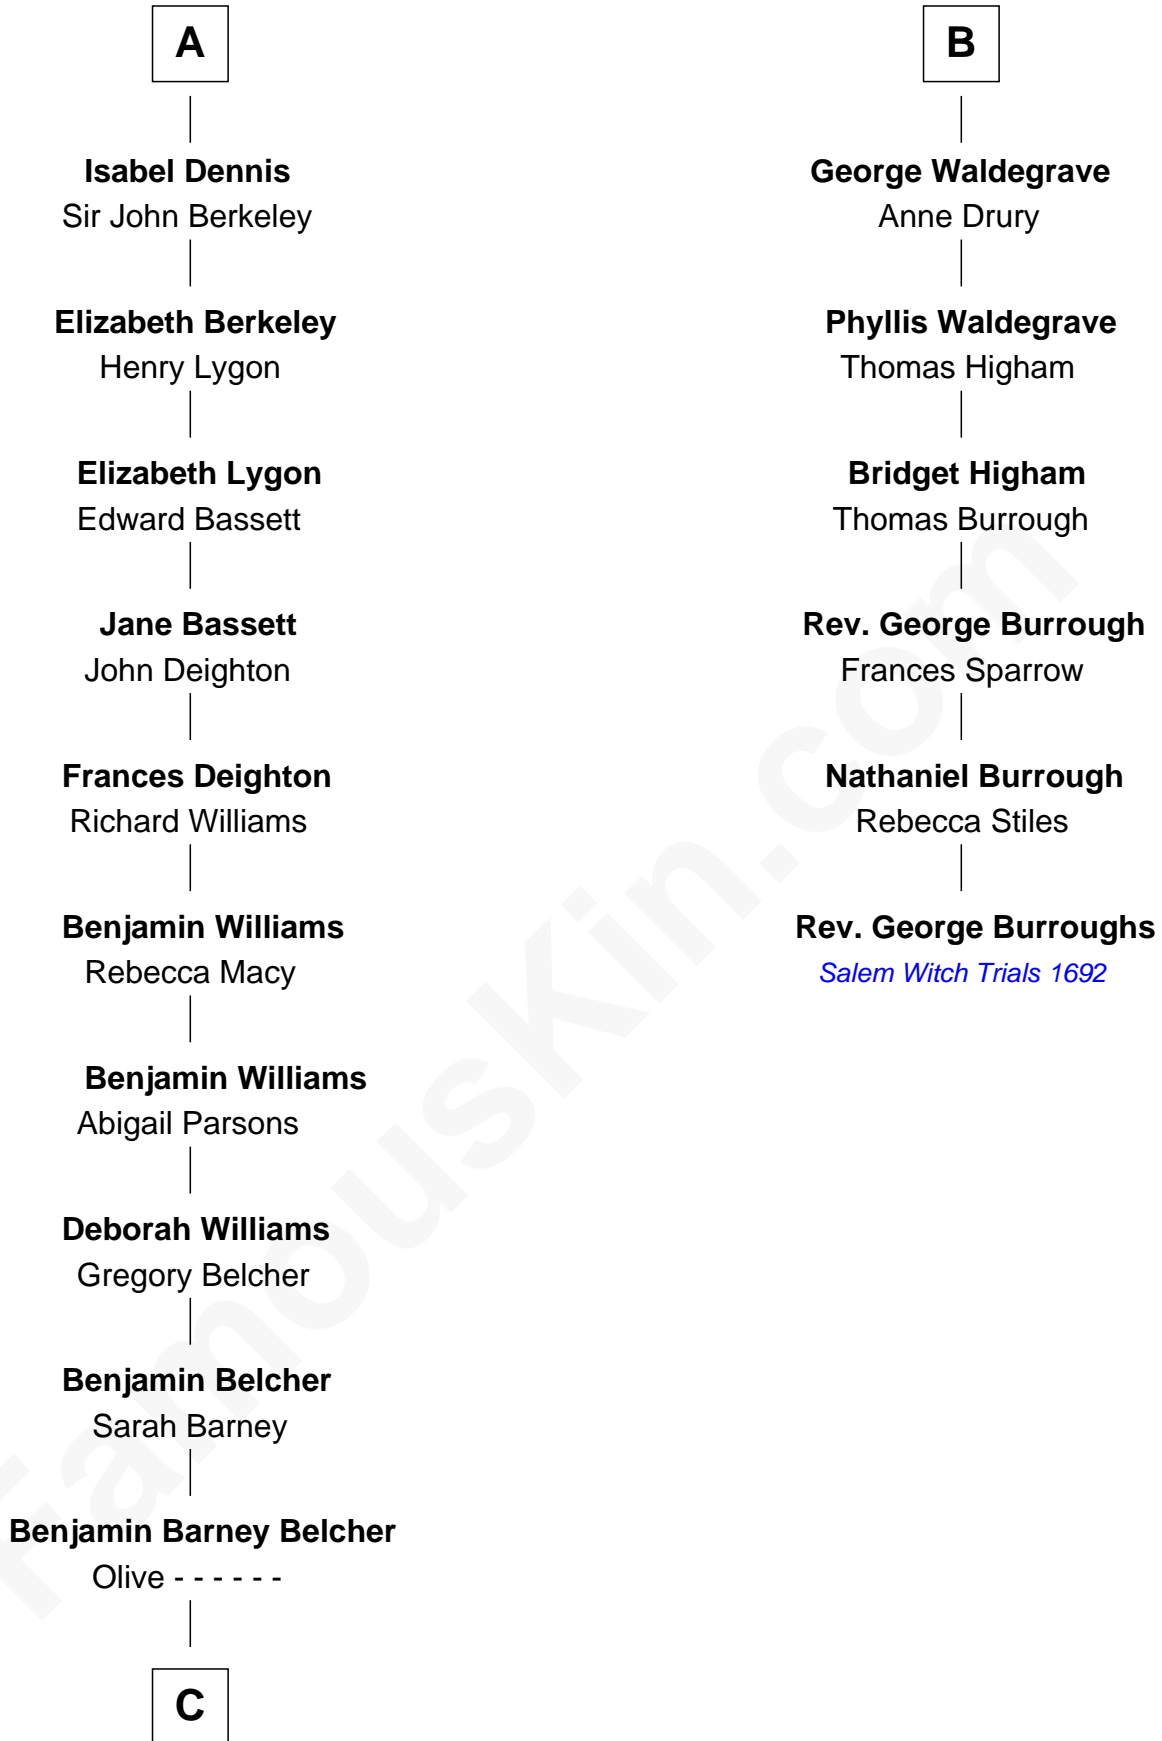 A
Isabel Dennis
Sir John Berkeley
Elizabeth Berkeley
Henry Lygon
Elizabeth Lygon
Edward Bassett
Jane Bassett
John Deighton
Frances Deighton
Richard Williams
Benjamin Williams
Rebecca Macy
Benjamin Williams
Abigail Parsons
Deborah Williams
Gregory Belcher
Benjamin Belcher
Sarah Barney
Benjamin Barney Belcher
Olive - - - - - -
C
B
George Waldegrave
Anne Drury
Phyllis Waldegrave
Thomas Higham
Bridget Higham
Thomas Burrough
Rev. George Burrough
Frances Sparrow
Nathaniel Burrough
Rebecca Stiles
Rev. George Burroughs
Salem Witch Trials 1692
FamousKin.com